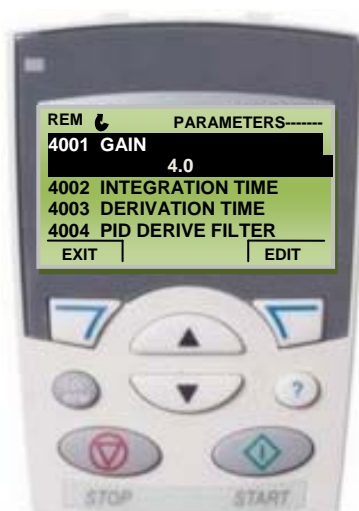 REM PARAMETERS-------
4001 GAIN
4.0
4002 INTEGRATION TIME
4003 DERIVATION TIME
4004 PID DERIVE FILTER
EXIT EDIT
?
STOP START